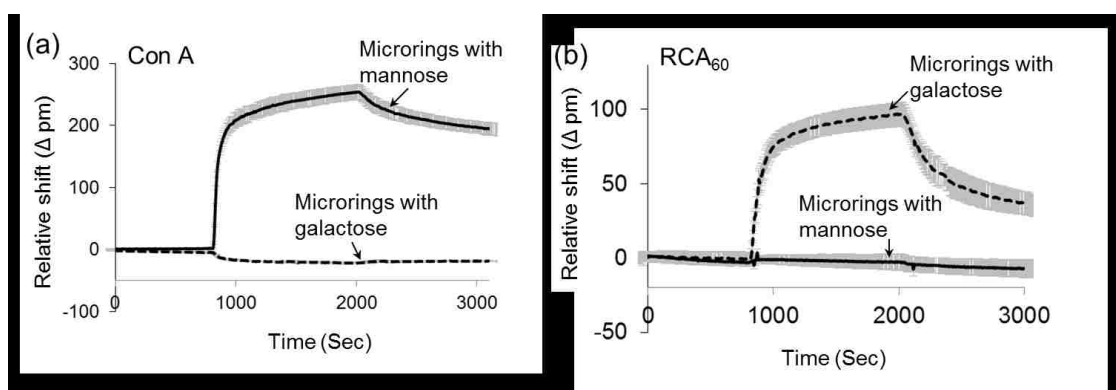 (a)
Con A
Microrings with
mannose
Microrings with
galactose
300
200
100
0
-100
0
1000
2000
3000
Relative shift (Δ pm)
Time (Sec)
(b)
RCA60
Microrings with
galactose
Microrings with
mannose
100
50
0
-50
0
1000
2000
3000
Relative shift (Δ pm)
Time (Sec)